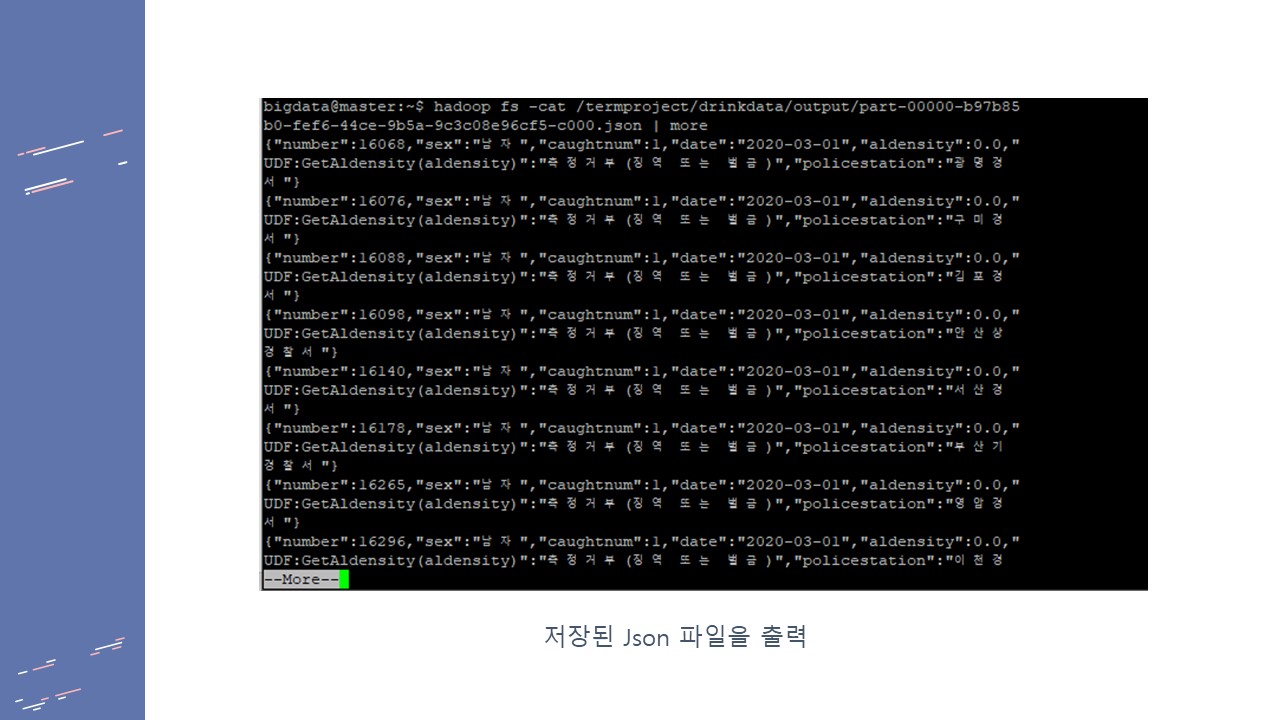 bigdata@master:~$ hadoop fs -cat /termproject/drinkdata/output/part-00000-b97b85
b0-fef6-44ce-9b5a-9c3c08e96cf5-c000.json | more
{"number":16068,"sex":"남자","caughtnum":1,"date":"2020-03-01","aldensity":0.0,"
UDF:GetAldensity(aldensity)":"측정거부(징역 또는 벌금)","policestation":"광명경
서"}
{"number":16076,"sex":"남자","caughtnum":1,"date":"2020-03-01","aldensity":0.0,"
UDF:GetAldensity(aldensity)":"측정거부(징역 또는 벌금)","policestation":"구미경
서"}
{"number":16088,"sex":"남자","caughtnum":1,"date":"2020-03-01","aldensity":0.0,"
UDF:GetAldensity(aldensity)":"측정거부(징역 또는 벌금)","policestation":"김포경
서"}
{"number":16098,"sex":"남자","caughtnum":1,"date":"2020-03-01","aldensity":0.0,"
UDF:GetAldensity(aldensity)":"측정거부(징역 또는 벌금)","policestation":"안산상
경찰서"}
{"number":16140,"sex":"남자","caughtnum":1,"date":"2020-03-01","aldensity":0.0,"
UDF:GetAldensity(aldensity)":"측정거부(징역 또는 벌금)","policestation":"서산경
서"}
{"number":16178,"sex":"남자","caughtnum":1,"date":"2020-03-01","aldensity":0.0,"
UDF:GetAldensity(aldensity)":"측정거부(징역 또는 벌금)","policestation":"부산기
경찰서"}
{"number":16265,"sex":"남자","caughtnum":1,"date":"2020-03-01","aldensity":0.0,"
UDF:GetAldensity(aldensity)":"측정거부(징역 또는 벌금)","policestation":"영암경
서"}
{"number":16296,"sex":"남자","caughtnum":1,"date":"2020-03-01","aldensity":0.0,"
UDF:GetAldensity(aldensity)":"측정거부(징역 또는 벌금)","policestation":"이천경
--More--
저장된 Json 파일을 출력